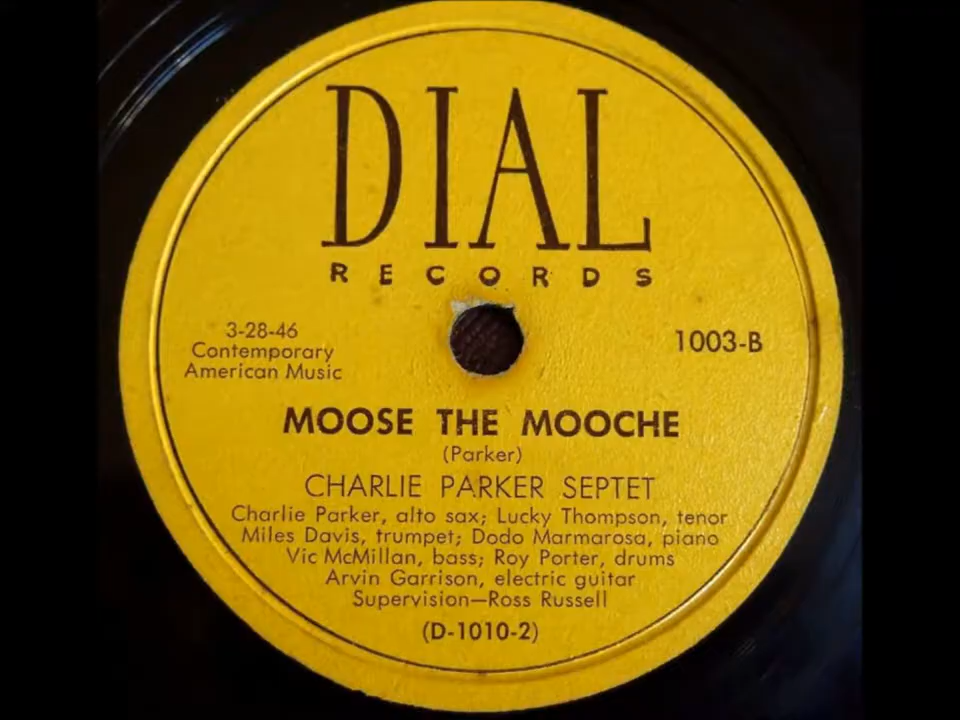 DIAL
RECORDS
3-28-46
Contemporary
American Music
1003-B
MOOSE THE MOOCHE
(Parker)
CHARLIE PARKER SEPTET
Charlie Parker, alto sax; Lucky Thompson, tenor
Miles Davis, trumpet; Dodo Marmarosa, piano
Vic McMillan, bass; Roy Porter, drums
Arvin Garrison, electric guitar
Supervision—Ross Russell
(D-1010-2)